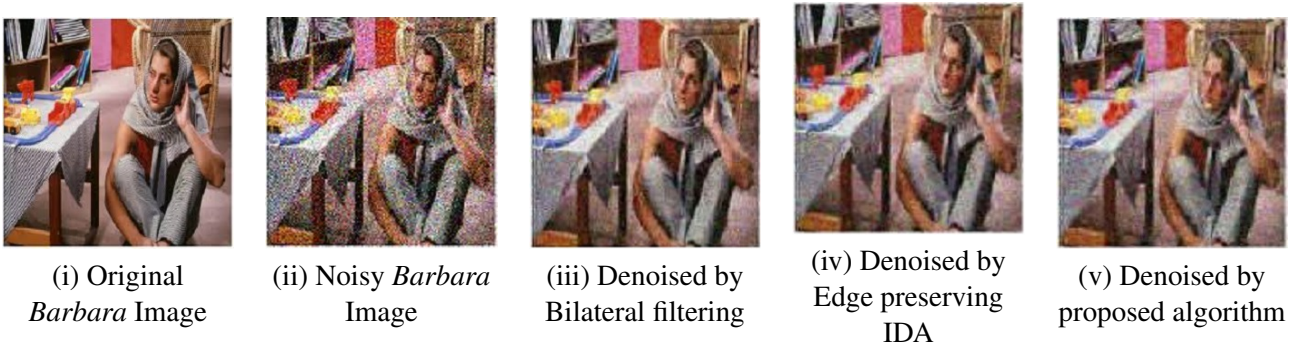 (i) Original
Barbara Image
(ii) Noisy Barbara
Image
(iii) Denoised by
Bilateral filtering
(iv) Denoised by
Edge preserving
IDA
(v) Denoised by
proposed algorithm